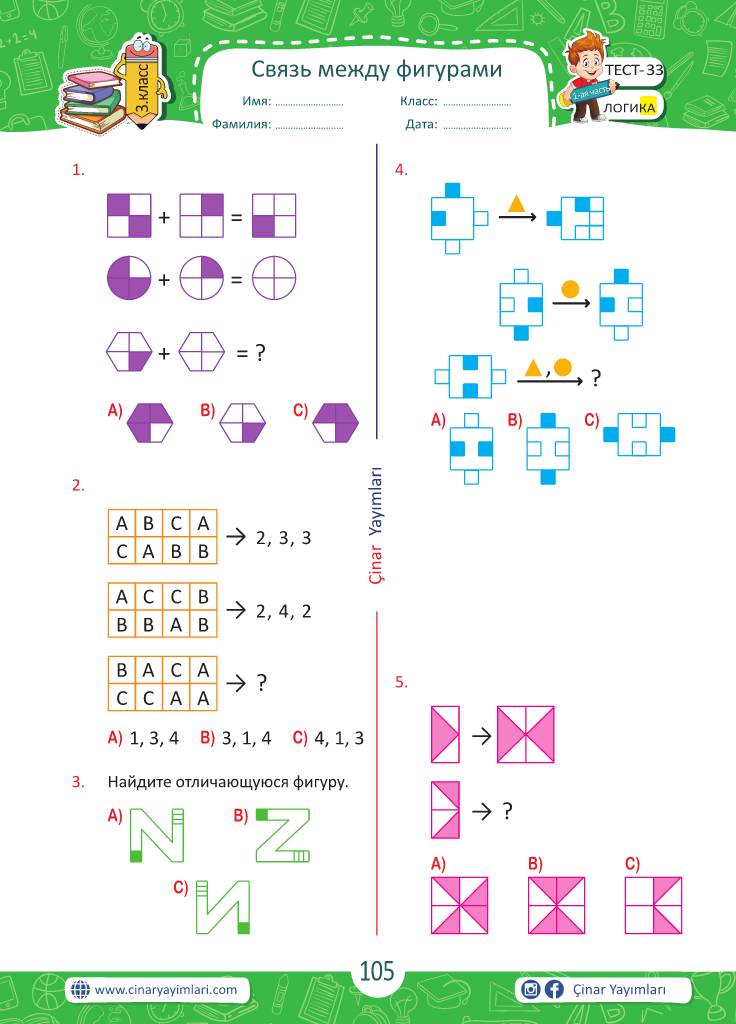 3.класс
Связь между фигурами
Имя: ........................ Класс: ........................
Фамилия: ........................ Дата: ........................
1-ая часть
ТЕСТ- 33
ЛОГИКА
1.
+ =
+ =
+ = ?
A) B) C)
2.
A B C A
C A B B
→ 2, 3, 3
A C C B
B B A B
→ 2, 4, 2
B A C A
C C A A
→ ?
A) 1, 3, 4 B) 3, 1, 4 C) 4, 1, 3
3. Найдите отличающуюся фигуру.
A) B)
C)
Çinar Yayımları
4.
, ?
A) B) C)
5.
→
→ ?
A) B) C)
www.cinaryayimlari.com
105
Çinar Yayımları